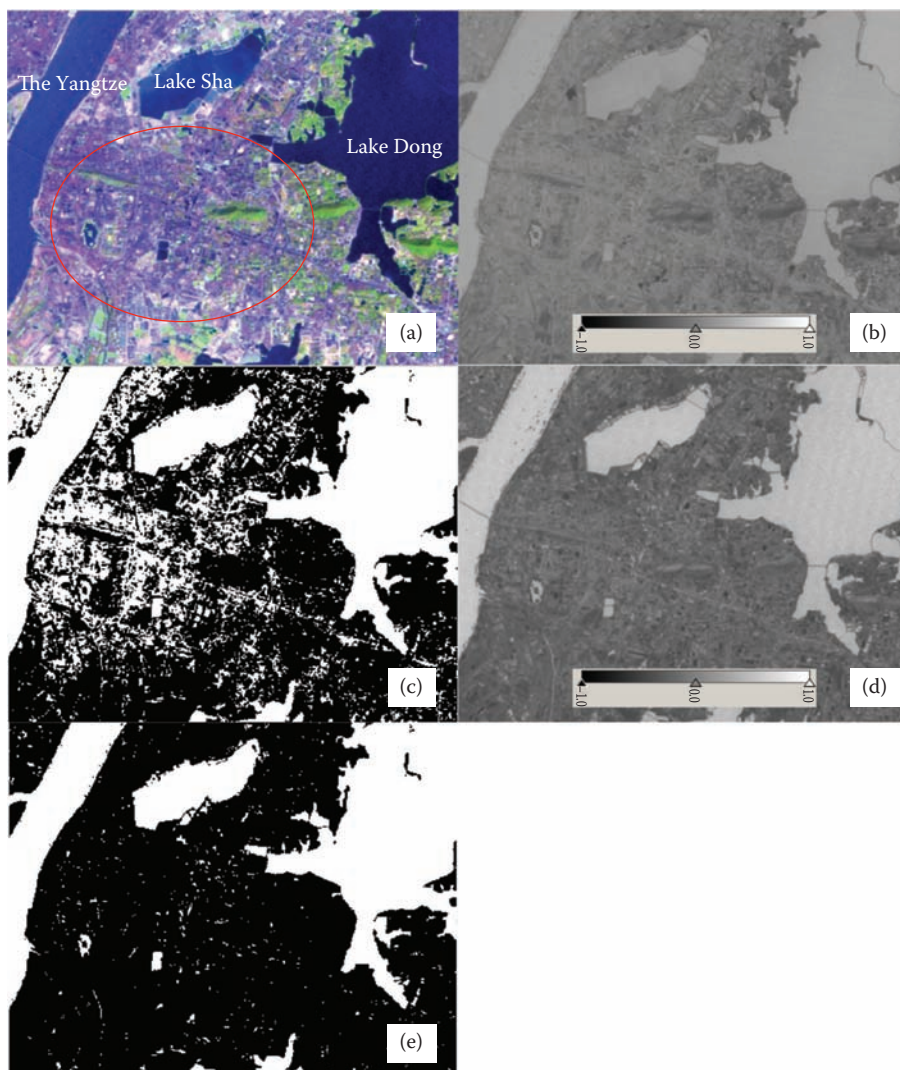 The Yangtze
Lake Sha
Lake Dong
(a)
−1.0
0.0
1.0
(b)
(c)
−1.0
0.0
1.0
(d)
(e)